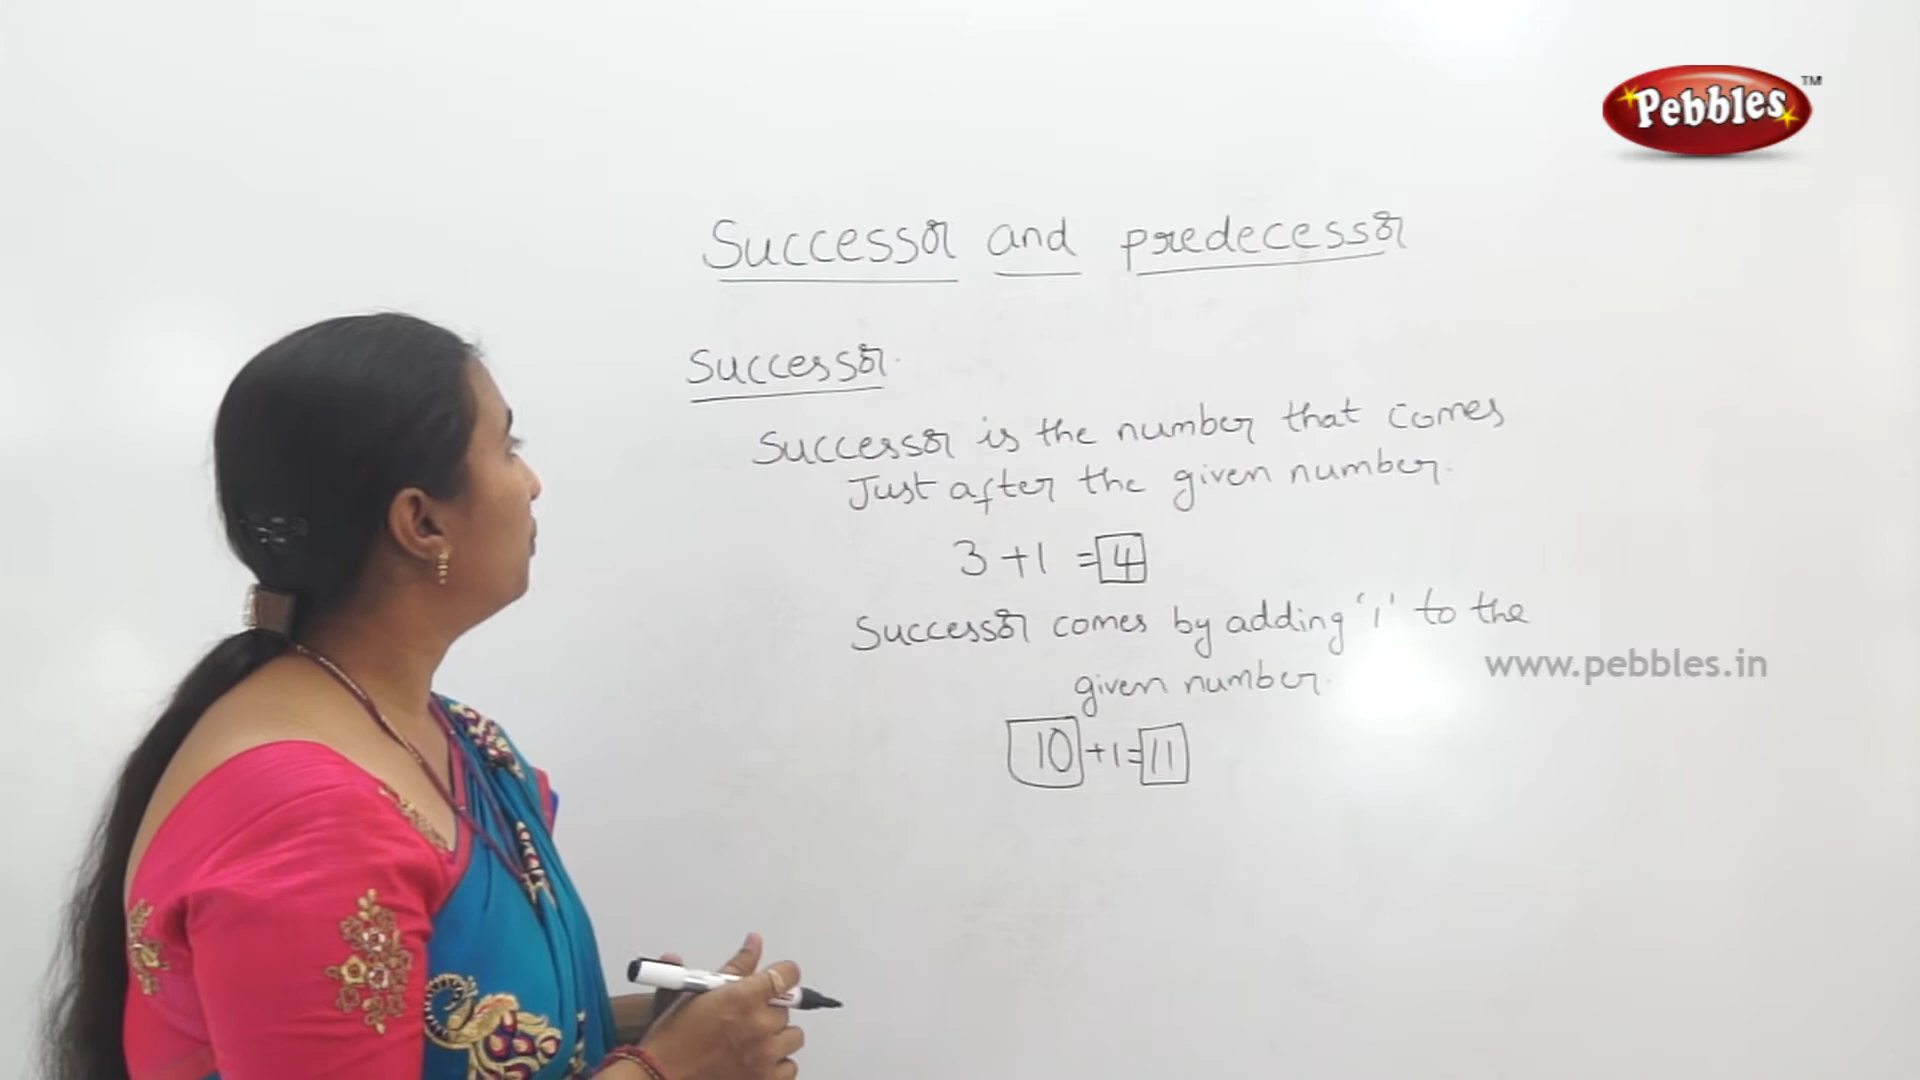 Pebbles TM
Successor and predecessor
Successor.
Successor is the number that comes
Just after the given number.
3 +1 = 4
Successor comes by adding '1' to the
www.pebbles.in
given number.
10 +1= 11